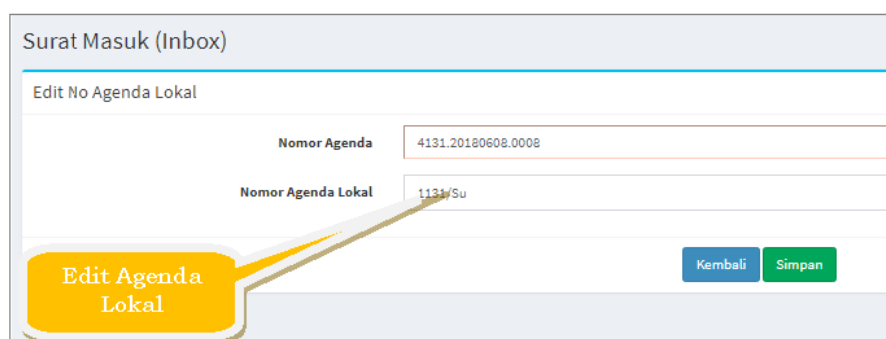 Surat Masuk (Inbox)
Edit No Agenda Lokal
Nomor Agenda 4131.20180608.0008
Nomor Agenda Lokal 1131/Su
Edit Agenda
Lokal
Kembali Simpan